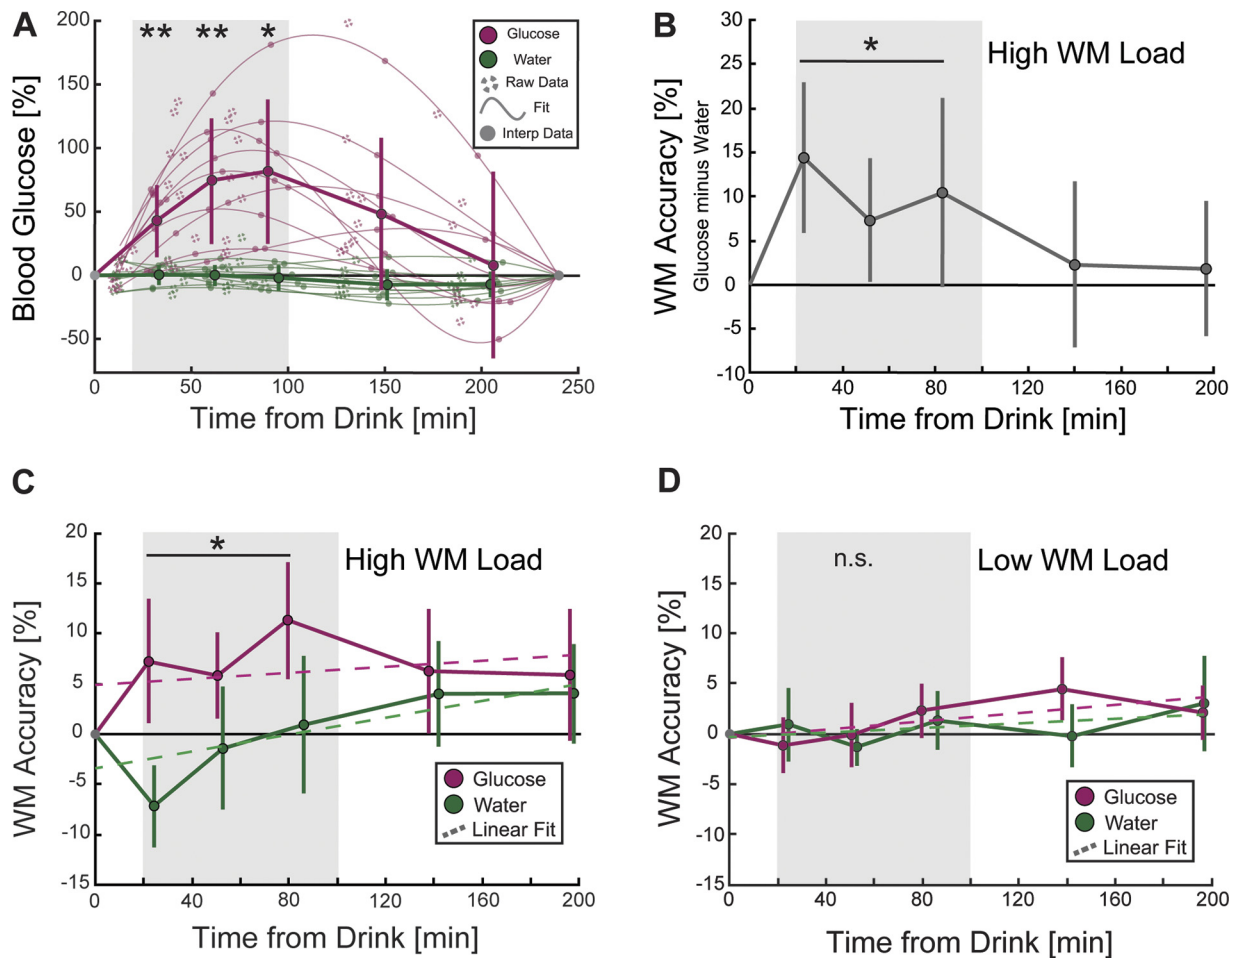 A
Blood Glucose [%]
200
150
100
50
0
-50
** ** *
Glucose
Water
Raw Data
Fit
Interp Data
0 50 100 150 200 240
Time from Drink [min]
B
WM Accuracy [%]
Glucose minus Water
30
25
20
15
10
5
0
-5
-10
*
High WM Load
0 40 80 120 160 200
Time from Drink [min]
C
WM Accuracy [%]
20
15
10
5
0
-5
-10
-15
*
High WM Load
Glucose
Water
Linear Fit
0 40 80 120 160 200
Time from Drink [min]
D
WM Accuracy [%]
20
15
10
5
0
-5
-10
-15
n.s.
Low WM Load
Glucose
Water
Linear Fit
0 40 80 120 160 200
Time from Drink [min]